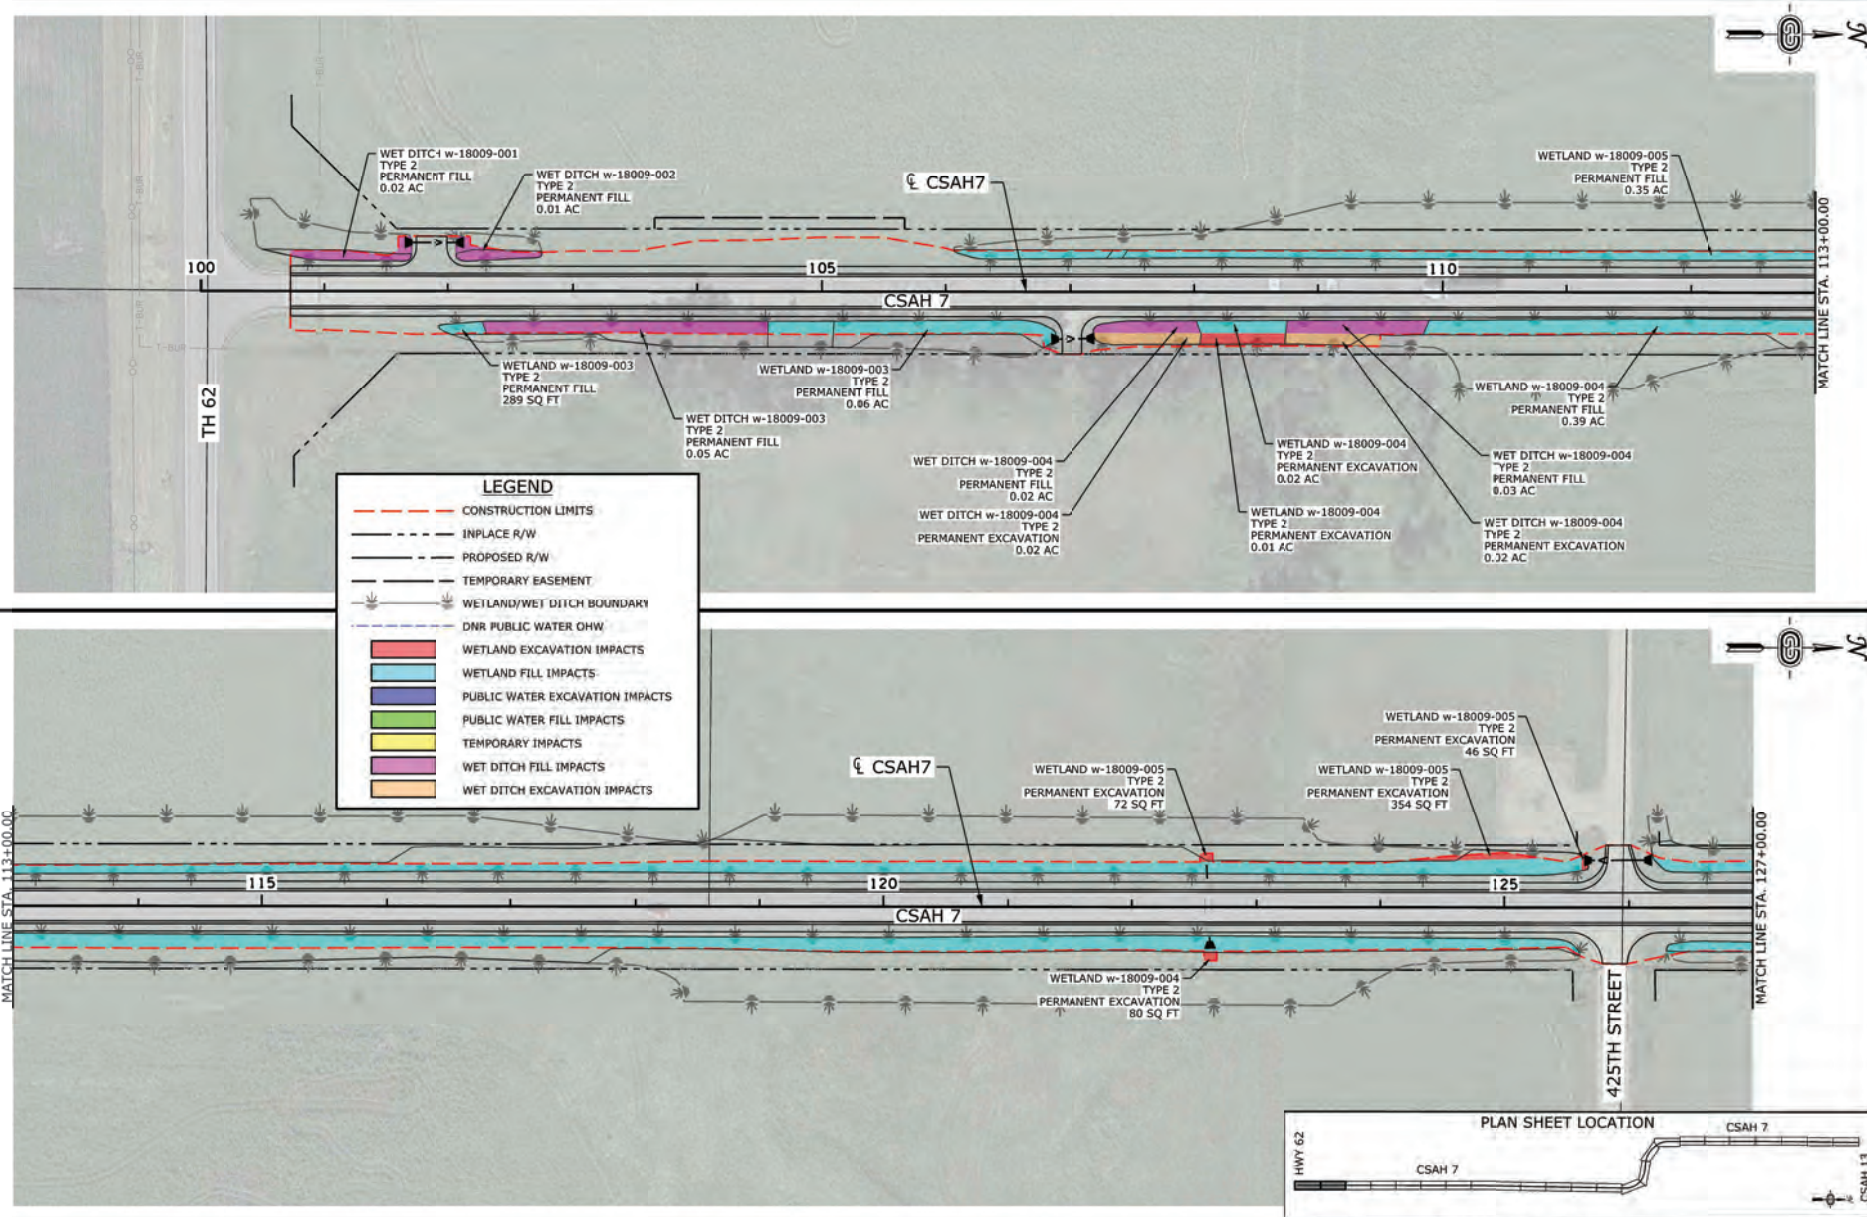 WET DITCH w-18009-001
TYPE 2
PERMANENT FILL
0.02 AC
WET DITCH w-18009-002
TYPE 2
PERMANENT FILL
0.01 AC
℄ CSAH7
WETLAND w-18009-005
TYPE 2
PERMANENT FILL
0.35 AC
N
T-BUR
T-BUR
T-BUR
T-BUR
T-BUR
100
105
110
CSAH 7
MATCH LINE STA. 113+00.00
TH 62
WETLAND w-18009-003
TYPE 2
PERMANENT FILL
289 SQ FT
WET DITCH w-18009-003
TYPE 2
PERMANENT FILL
0.05 AC
WETLAND w-18009-003
TYPE 2
PERMANENT FILL
0.06 AC
WET DITCH w-18009-004
TYPE 2
PERMANENT FILL
0.02 AC
WET DITCH w-18009-004
TYPE 2
PERMANENT EXCAVATION
0.02 AC
WETLAND w-18009-004
TYPE 2
PERMANENT EXCAVATION
0.02 AC
WETLAND w-18009-004
TYPE 2
PERMANENT EXCAVATION
0.01 AC
WETLAND w-18009-004
TYPE 2
PERMANENT FILL
0.39 AC
WET DITCH w-18009-004
TYPE 2
PERMANENT FILL
0.03 AC
WET DITCH w-18009-004
TYPE 2
PERMANENT EXCAVATION
0.02 AC
LEGEND
CONSTRUCTION LIMITS
INPLACE R/W
PROPOSED R/W
TEMPORARY EASEMENT
WETLAND/WET DITCH BOUNDARY
DNR PUBLIC WATER OHW
WETLAND EXCAVATION IMPACTS
WETLAND FILL IMPACTS
PUBLIC WATER EXCAVATION IMPACTS
PUBLIC WATER FILL IMPACTS
TEMPORARY IMPACTS
WET DITCH FILL IMPACTS
WET DITCH EXCAVATION IMPACTS
N
MATCH LINE STA. 113+00.00
℄ CSAH7
WETLAND w-18009-005
TYPE 2
PERMANENT EXCAVATION
72 SQ FT
WETLAND w-18009-005
TYPE 2
PERMANENT EXCAVATION
354 SQ FT
WETLAND w-18009-005
TYPE 2
PERMANENT EXCAVATION
46 SQ FT
115
120
125
CSAH 7
MATCH LINE STA. 127+00.00
WETLAND w-18009-004
TYPE 2
PERMANENT EXCAVATION
80 SQ FT
425TH STREET
PLAN SHEET LOCATION
HWY 62
CSAH 7
CSAH 7
CSAH 13